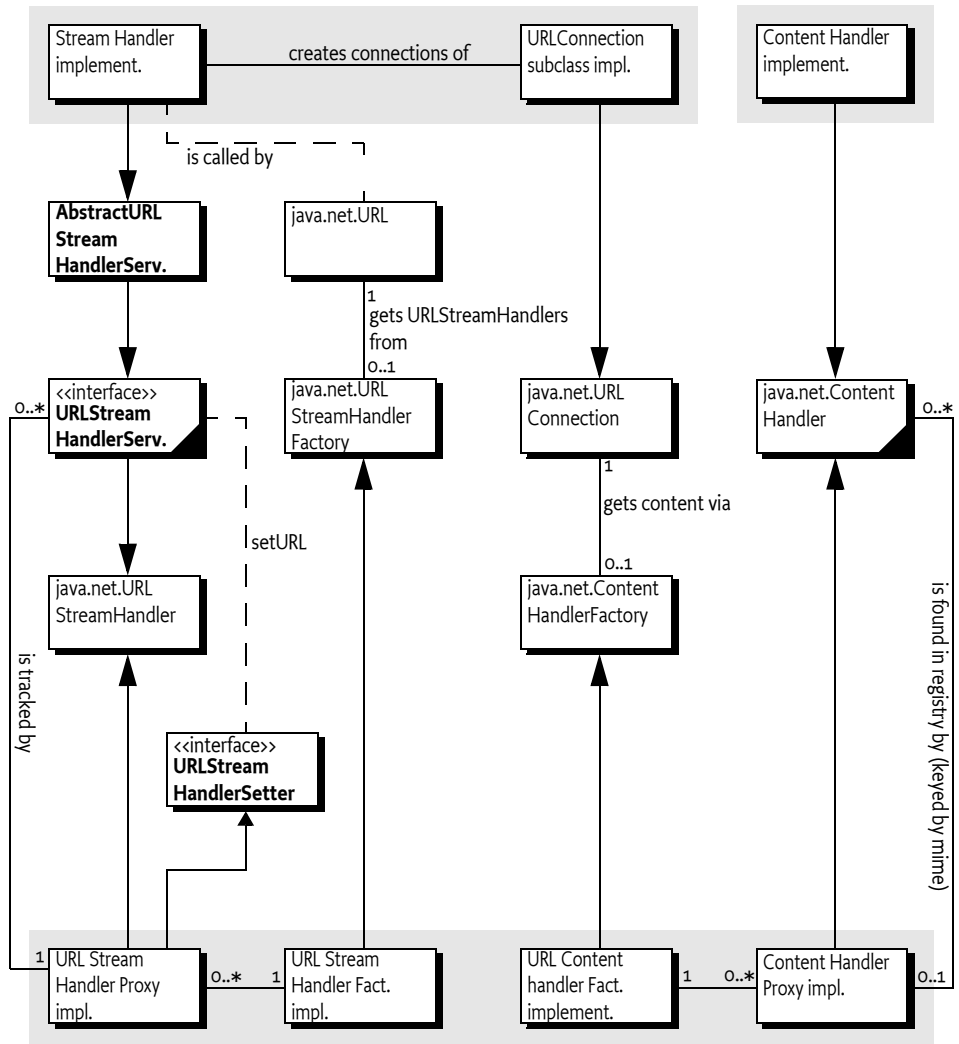 Stream Handler
implement.
creates connections of
URLConnection
subclass impl.
Content Handler
implement.
is called by
AbstractURL
Stream
HandlerServ.
java.net.URL
1
gets URLStreamHandlers
from
0..1
0..*
<<interface>>
URLStream
HandlerServ.
java.net.URL
StreamHandler
Factory
java.net.URL
Connection
java.net.Content
Handler
0..*
1
gets content via
0..1
setURL
java.net.URL
StreamHandler
java.net.Content
HandlerFactory
is tracked by
is found in registry by (keyed by mime)
<<interface>>
URLStream
HandlerSetter
1
URL Stream
Handler Proxy
impl.
0..*
1
URL Stream
Handler Fact.
impl.
URL Content
handler Fact.
implement.
1
0..*
Content Handler
Proxy impl.
0..1